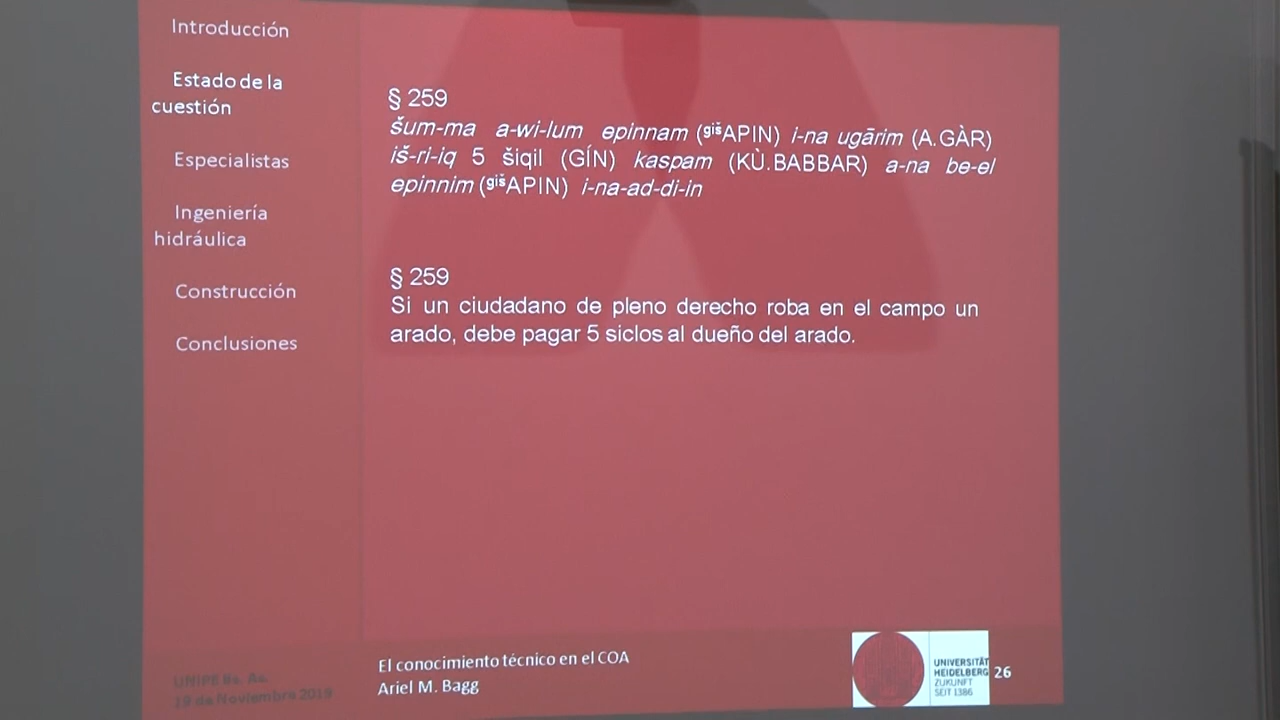 Introducción
Estado de la
cuestión
Especialistas
Ingeniería
hidráulica
Construcción
Conclusiones
§ 259
šum-ma a-wi-lum epinnam (gišAPIN) i-na ugārim (A.GÀR)
iš-ri-iq 5 šiqil (GÍN) kaspam (KÙ.BABBAR) a-na be-el
epinnim (gišAPIN) i-na-ad-di-in
§ 259
Si un ciudadano de pleno derecho roba en el campo un
arado, debe pagar 5 siclos al dueño del arado.
UNIPE Bs. As.
19 de Noviembre 2019
El conocimiento técnico en el COA
Ariel M. Bagg
UNIVERSITÄT
HEIDELBERG
ZUKUNFT
SEIT 1386
26